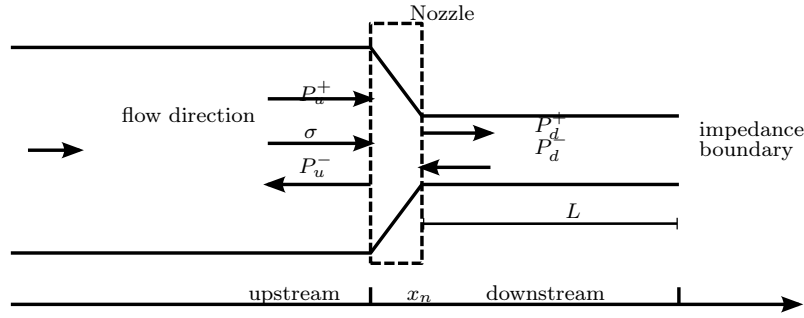 Nozzle
flow direction
P_u^+
σ
P_u^-
P_d^+
P_d^-
impedance
boundary
L
upstream
x_n
downstream